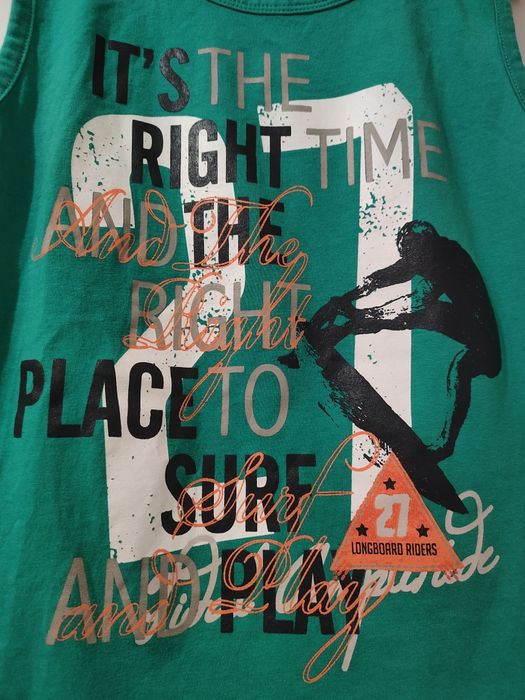 IT'S THE
RIGHT TIME
AND THE
And The
RIGHT
Right
PLACE TO
SURF
Surf
AND PLAY
and Play
27
LONGBOARD RIDERS
27